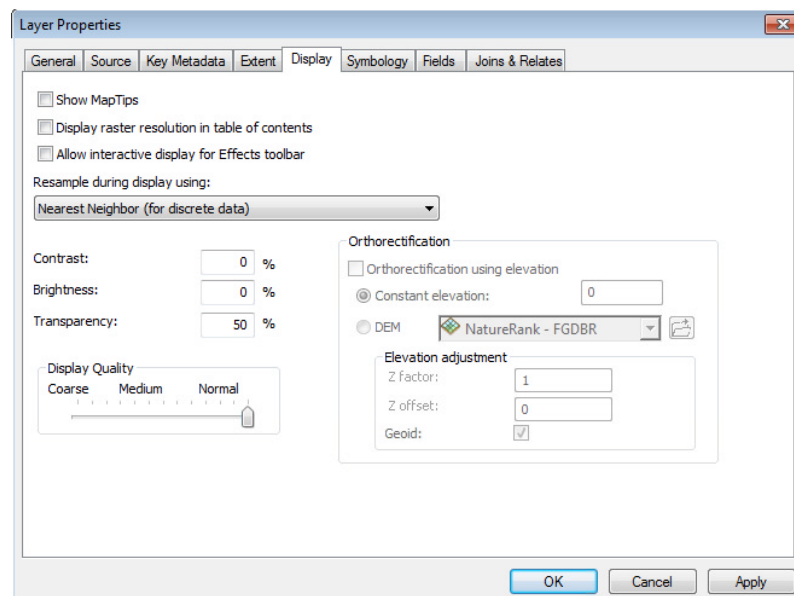 Layer Properties
General Source Key Metadata Extent Display Symbology Fields Joins & Relates
Show MapTips
Display raster resolution in table of contents
Allow interactive display for Effects toolbar
Resample during display using:
Nearest Neighbor (for discrete data)
Contrast: 0 %
Brightness: 0 %
Transparency: 50 %
Display Quality
Coarse Medium Normal
Orthorectification
Orthorectification using elevation
Constant elevation: 0
DEM NatureRank - FGDBR
Elevation adjustment
Z factor: 1
Z offset: 0
Geoid:
OK Cancel Apply